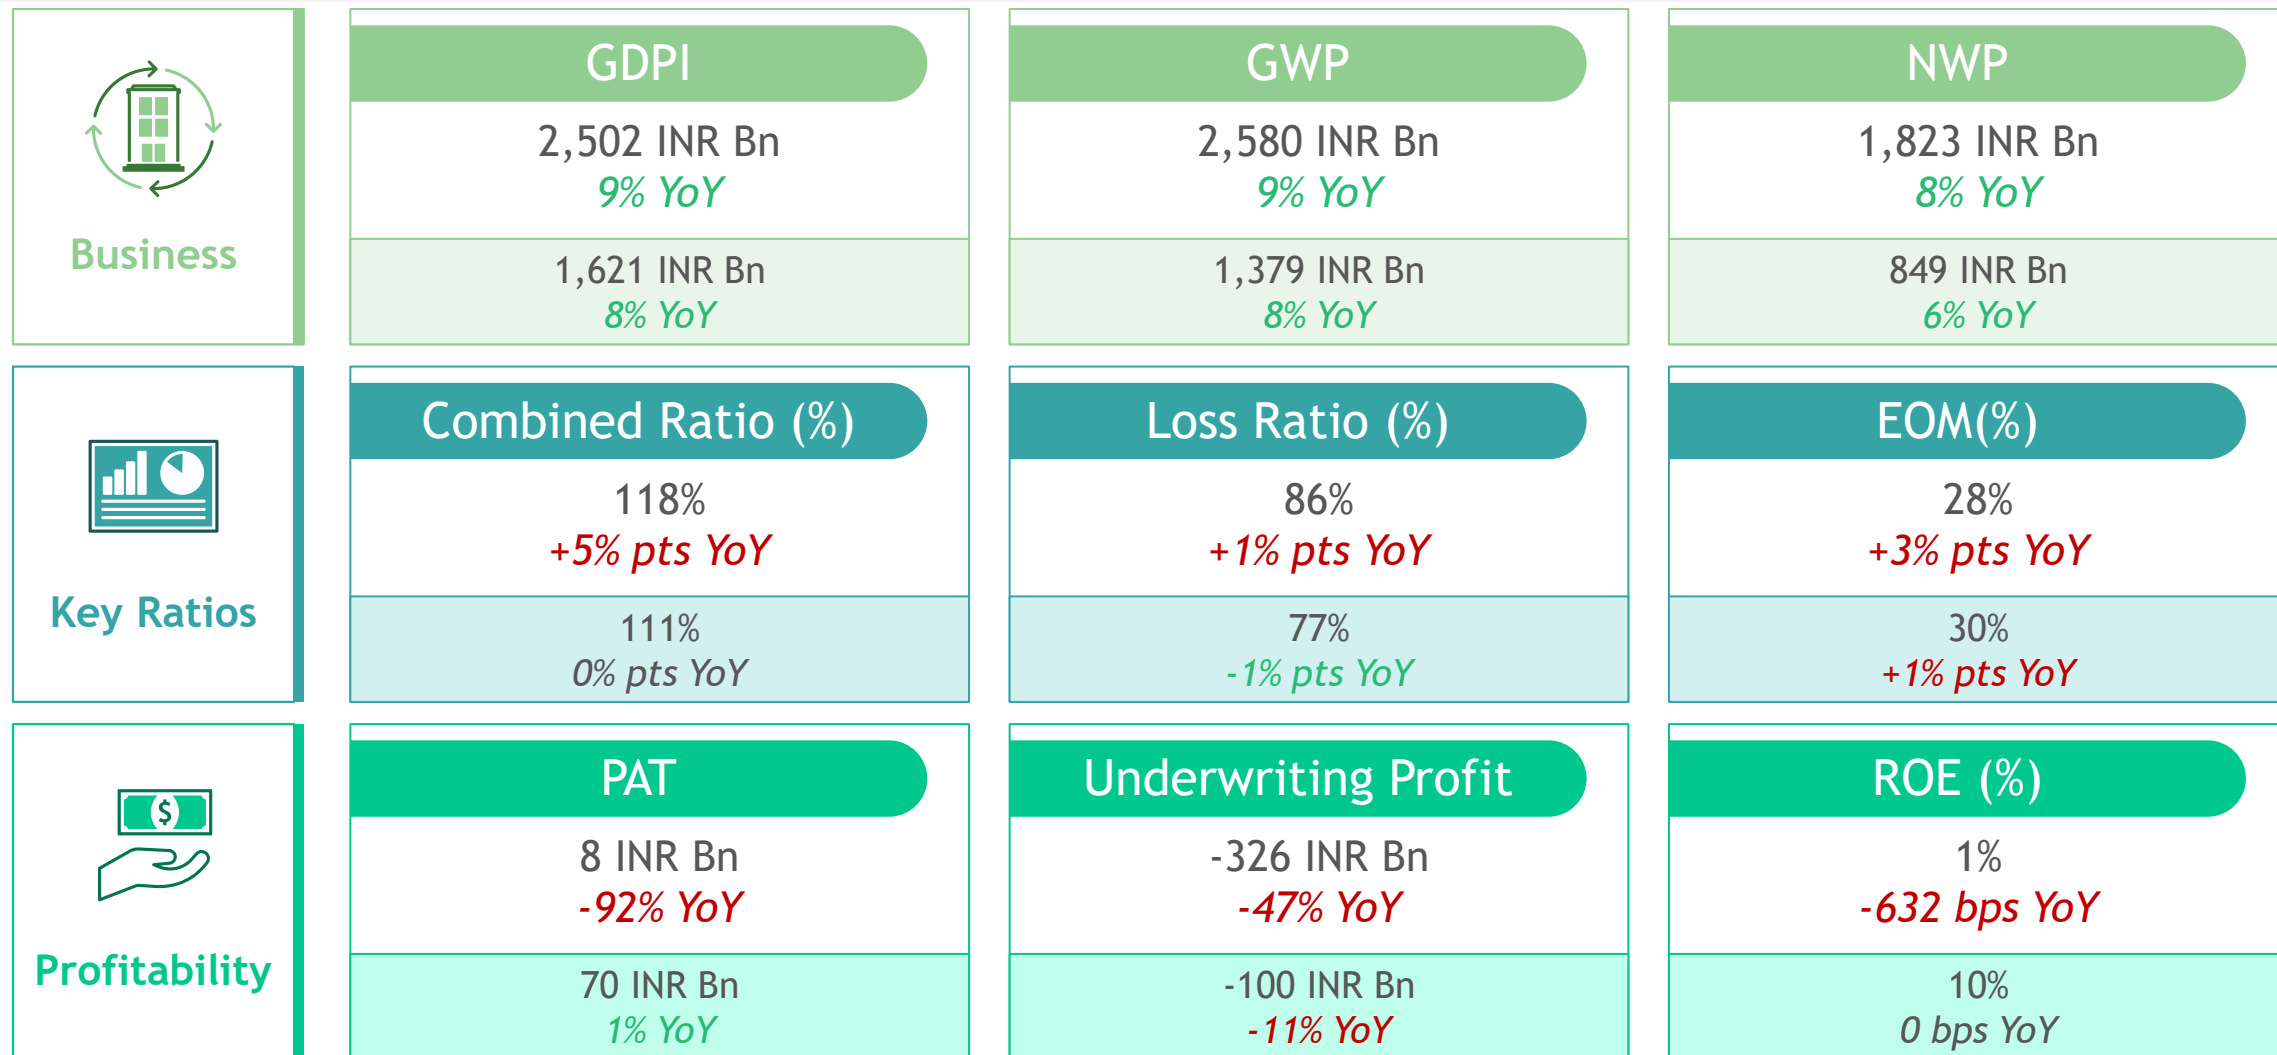 GDPI
GWP
NWP
2,502 INR Bn
9% YoY
2,580 INR Bn
9% YoY
1,823 INR Bn
8% YoY
Business
1,621 INR Bn
8% YoY
1,379 INR Bn
8% YoY
849 INR Bn
6% YoY
Combined Ratio (%)
Loss Ratio (%)
EOM(%)
118%
+5% pts YoY
86%
+1% pts YoY
28%
+3% pts YoY
Key Ratios
111%
0% pts YoY
77%
-1% pts YoY
30%
+1% pts YoY
PAT
Underwriting Profit
ROE (%)
$
8 INR Bn
-92% YoY
-326 INR Bn
-47% YoY
1%
-632 bps YoY
Profitability
70 INR Bn
1% YoY
-100 INR Bn
-11% YoY
10%
0 bps YoY